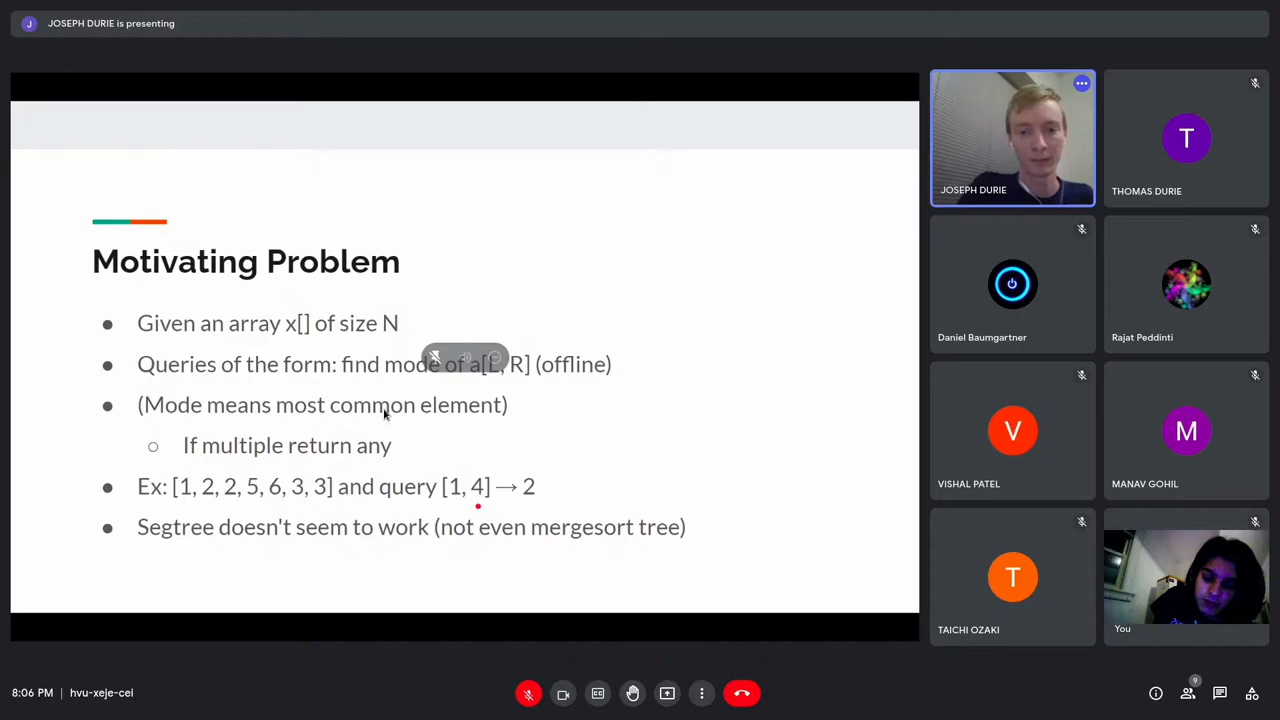 J JOSEPH DURIE is presenting
Motivating Problem
Given an array x[] of size N
Queries of the form: find mode of a[L, R] (offline)
(Mode means most common element)
If multiple return any
Ex: [1, 2, 2, 5, 6, 3, 3] and query [1, 4] → 2
Segtree doesn't seem to work (not even mergesort tree)
JOSEPH DURIE
T
THOMAS DURIE
Daniel Baumgartner
Rajat Peddinti
V
VISHAL PATEL
M
MANAV GOHIL
T
TAICHI OZAKI
You
8:06 PM | hvu-xeje-cei
CC
9